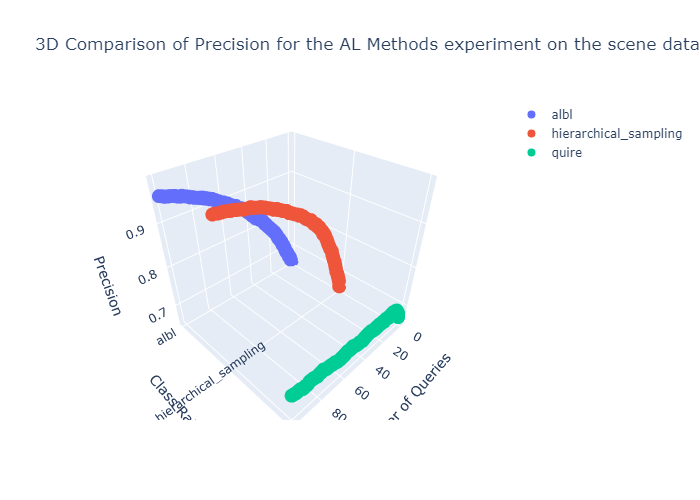 3D Comparison of Precision for the AL Methods experiment on the scene data
albl
hierarchical_sampling
quire
0.9
0.8
0.7
Precision
albl
hierarchical_sampling
0
20
40
60
80
er of Queries